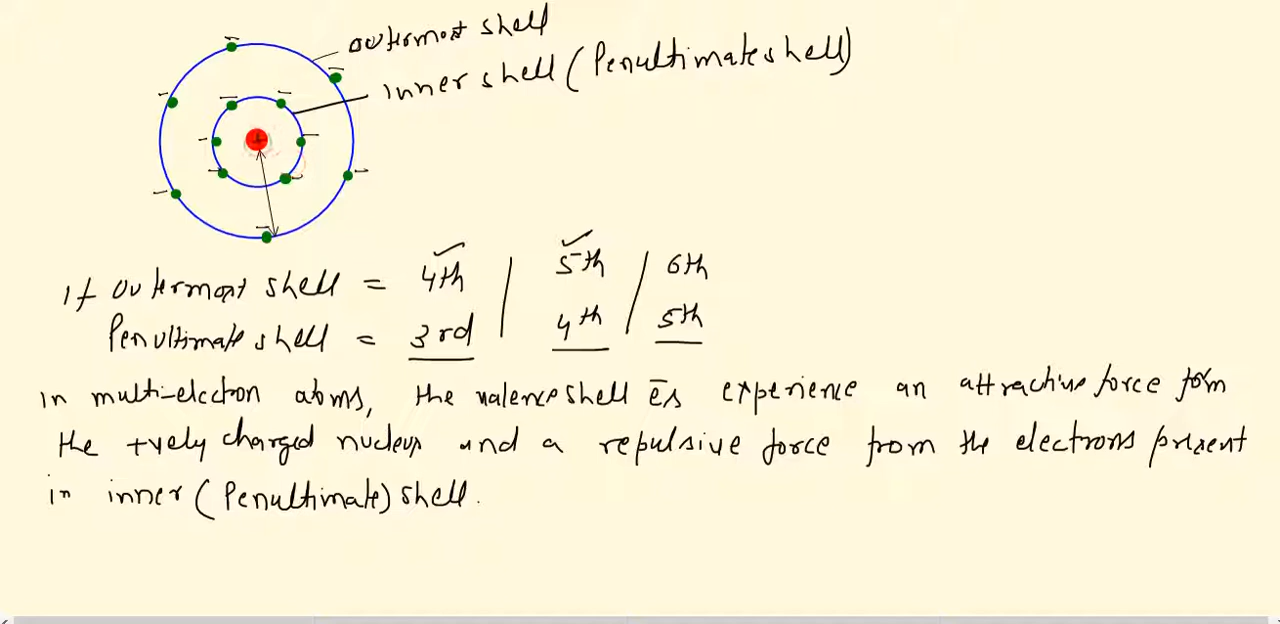 outermost shell
inner shell (Penultimate shell)
If outermost shell = 4th / 5th / 6th
Penultimate shell = 3rd 4th 5th
In multi-electron atoms, the valence shell ēs experience an attractive force form
the +vely charged nucleus and a repulsive force from the electrons present
in inner (Penultimate) shell.